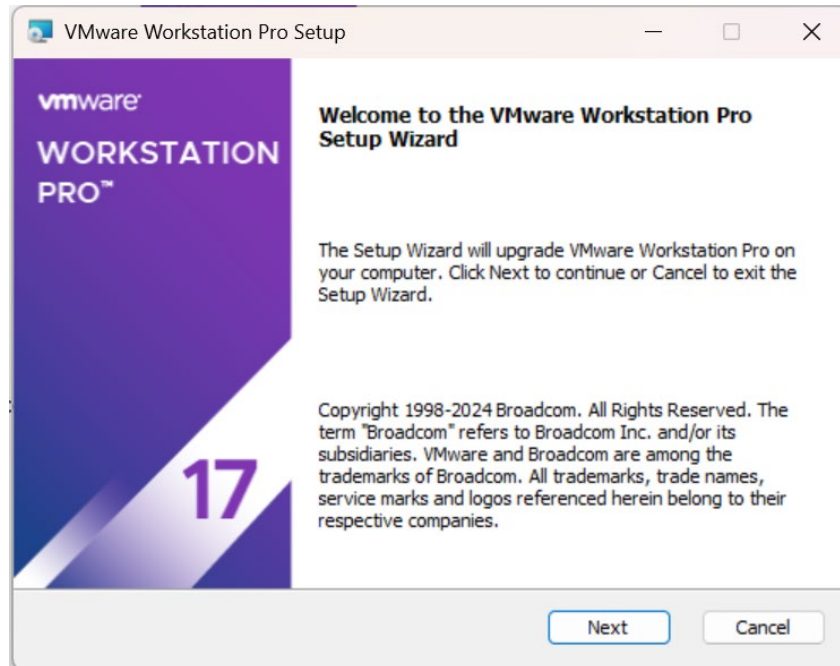 VMware Workstation Pro Setup
vmware®
WORKSTATION
PRO™
Welcome to the VMware Workstation Pro
Setup Wizard
The Setup Wizard will upgrade VMware Workstation Pro on
your computer. Click Next to continue or Cancel to exit the
Setup Wizard.
Copyright 1998-2024 Broadcom. All Rights Reserved. The
term "Broadcom" refers to Broadcom Inc. and/or its
subsidiaries. VMware and Broadcom are among the
trademarks of Broadcom. All trademarks, trade names,
service marks and logos referenced herein belong to their
respective companies.
17
Next
Cancel